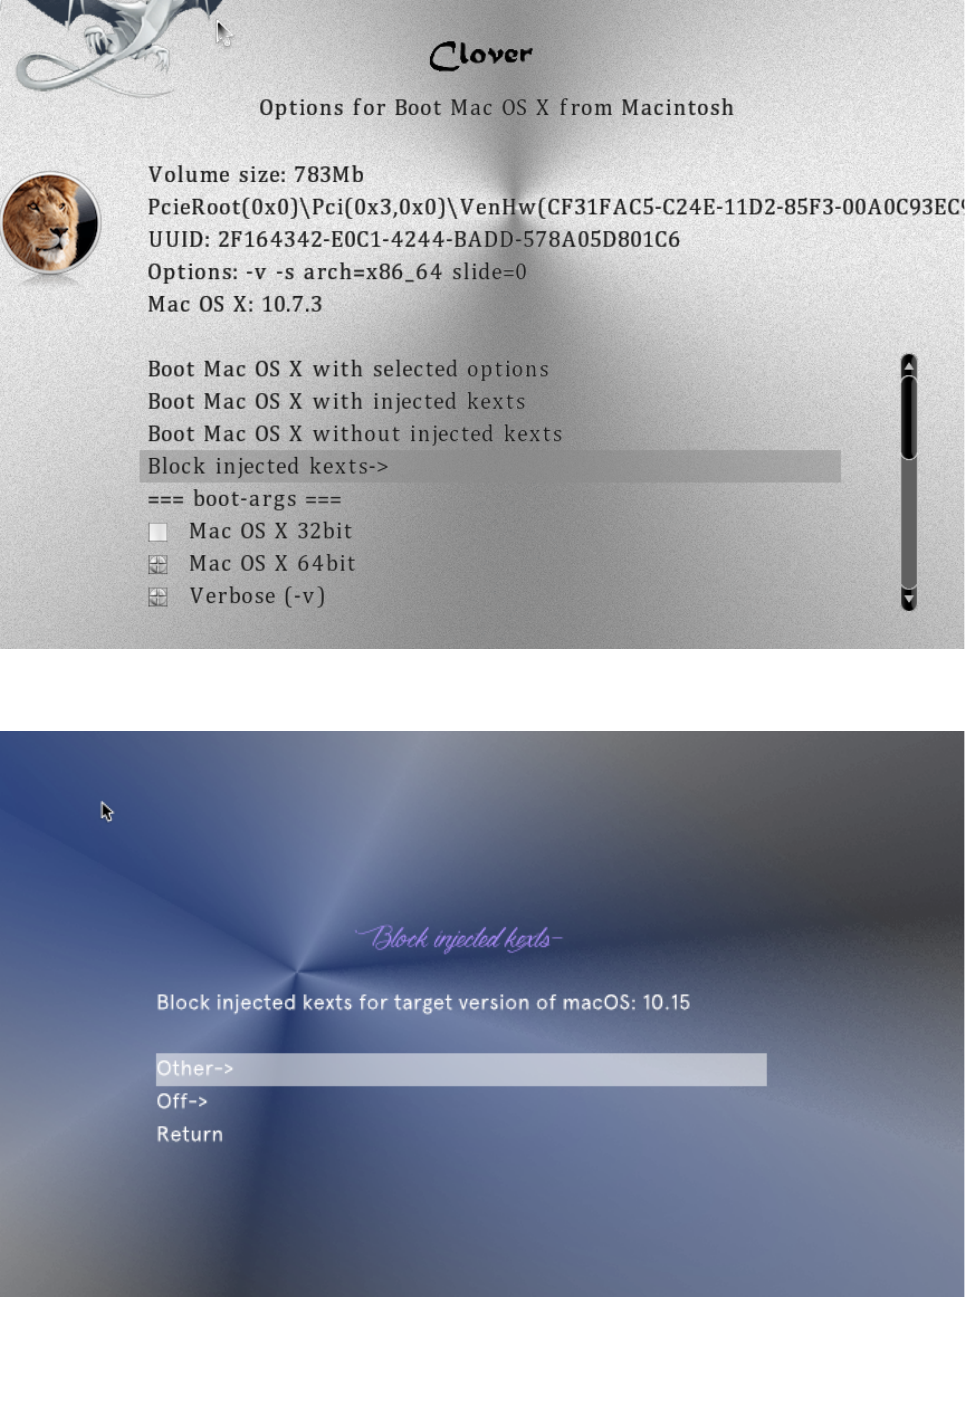 Clover
Options for Boot Mac OS X from Macintosh
Volume size: 783Mb
PcieRoot(0x0)\Pci(0x3,0x0)\VenHw(CF31FAC5-C24E-11D2-85F3-00A0C93EC9
UUID: 2F164342-E0C1-4244-BADD-578A05D801C6
Options: -v -s arch=x86_64 slide=0
Mac OS X: 10.7.3
Boot Mac OS X with selected options
Boot Mac OS X with injected kexts
Boot Mac OS X without injected kexts
Block injected kexts->
=== boot-args ===
Mac OS X 32bit
Mac OS X 64bit
Verbose (-v)
Block injected kexts-
Block injected kexts for target version of macOS: 10.15
Other->
Off->
Return